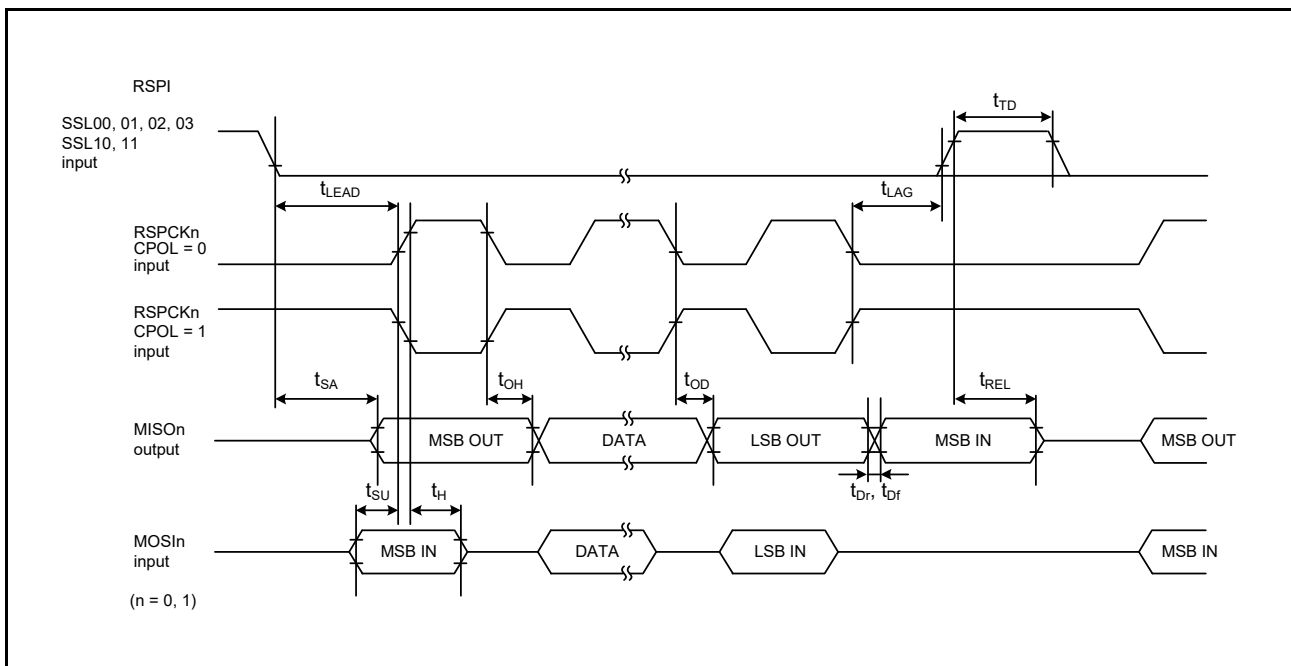 RSPI
SSL00, 01, 02, 03
SSL10, 11
input
tTD
tLEAD
tLAG
RSPCKn
CPOL = 0
input
RSPCKn
CPOL = 1
input
tSA
tOH
tOD
tREL
MISOn
output
MSB OUT
DATA
LSB OUT
MSB IN
MSB OUT
tSU
tH
tDr, tDf
MOSIn
input
MSB IN
DATA
LSB IN
MSB IN
(n = 0, 1)